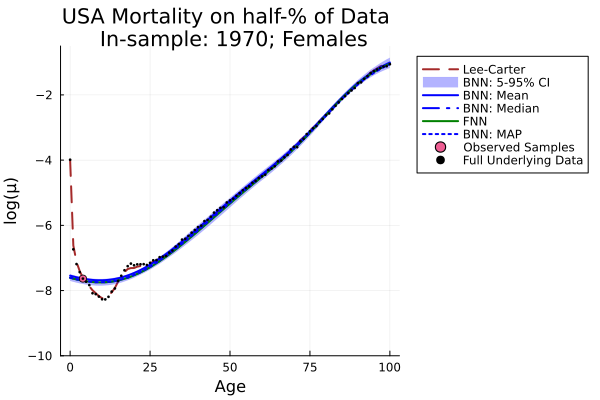 USA Mortality on half-% of Data
In-sample: 1970; Females
log(μ)
−2
−4
−6
−8
−10
0
25
50
75
100
Age
Lee-Carter
BNN: 5-95% CI
BNN: Mean
BNN: Median
FNN
BNN: MAP
Observed Samples
Full Underlying Data